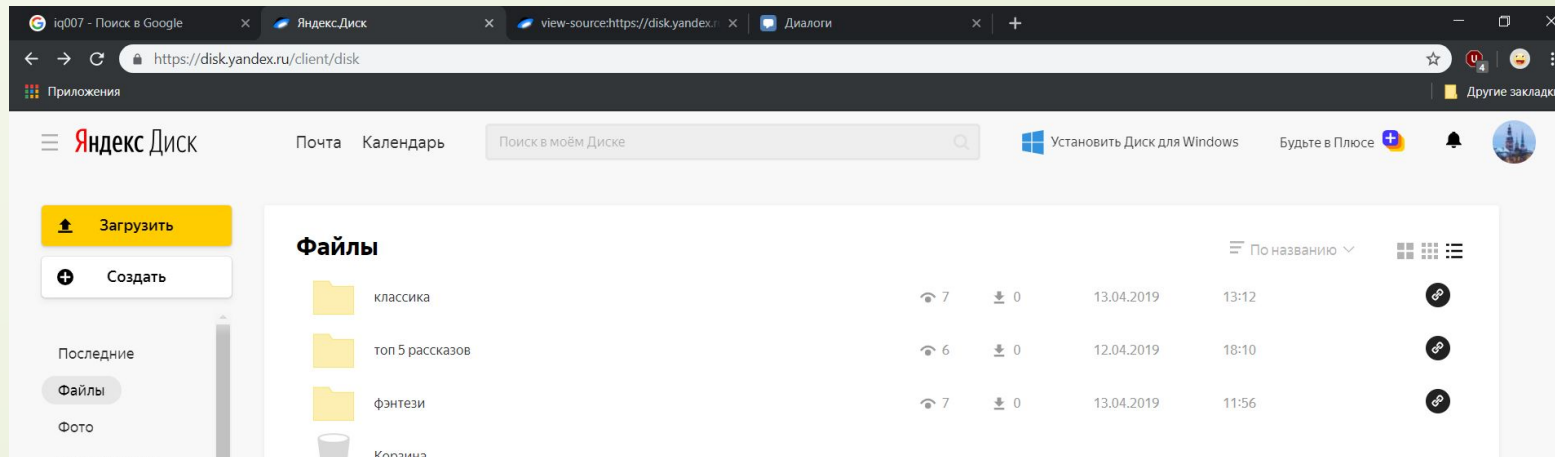 iq007 - Поиск в Google
Яндекс.Диск
view-source:https://disk.yandex.r
Диалоги
https://disk.yandex.ru/client/disk
4
Приложения
Другие закладки
Яндекс Диск
Почта Календарь
Поиск в моём Диске
Установить Диск для Windows
Будьте в Плюсе
Загрузить
Создать
Последние
Файлы
Фото
Файлы
По названию
классика 7 0 13.04.2019 13:12
топ 5 рассказов 6 0 12.04.2019 18:10
фэнтези 7 0 13.04.2019 11:56
Корзина